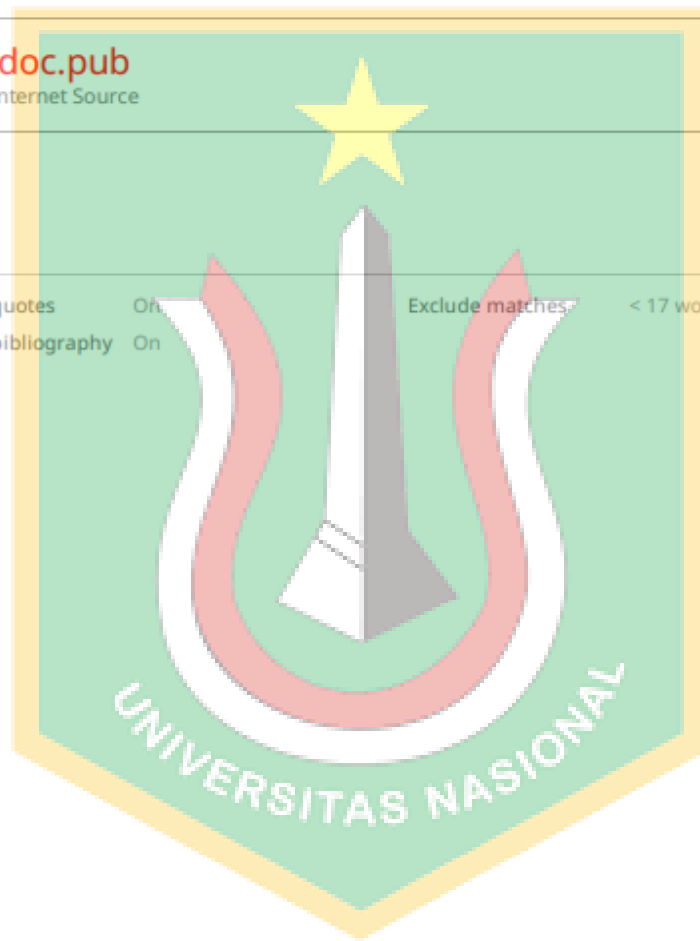 doc.pub
nternet Source
quotes On Exclude matches < 17 wo
bibliography On
UNIVERSITAS NASIONAL